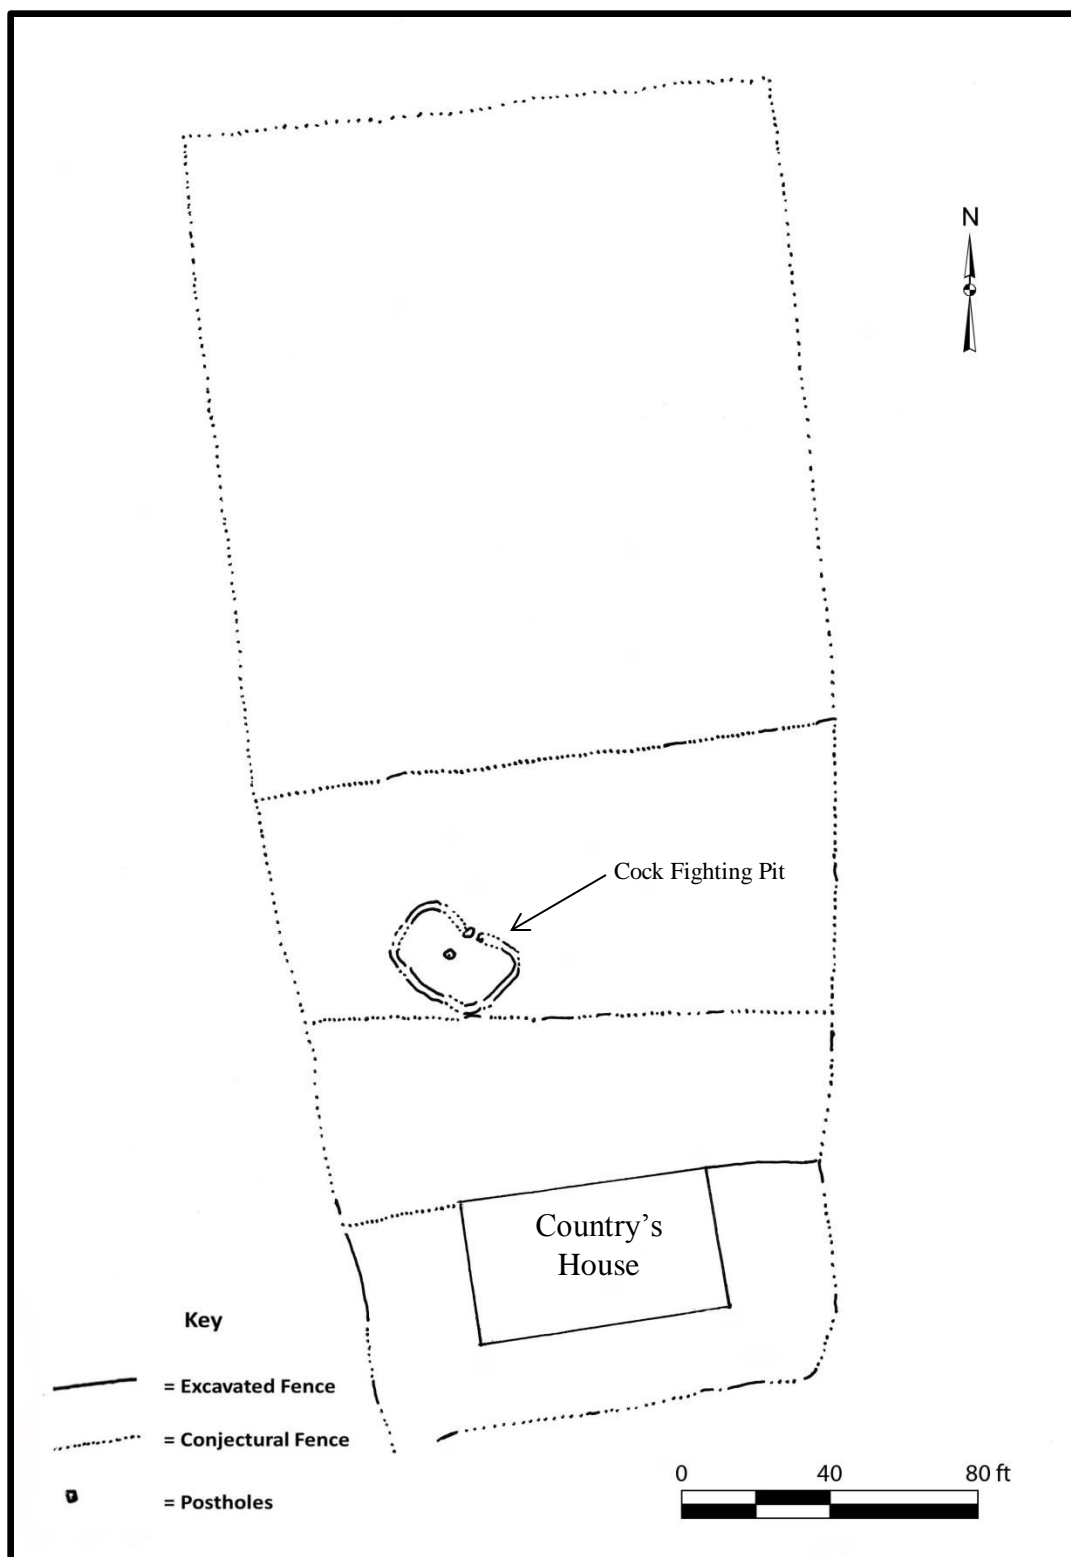 N
Cock Fighting Pit
Country’s
House
Key
= Excavated Fence
= Conjectural Fence
= Postholes
0 40 80 ft